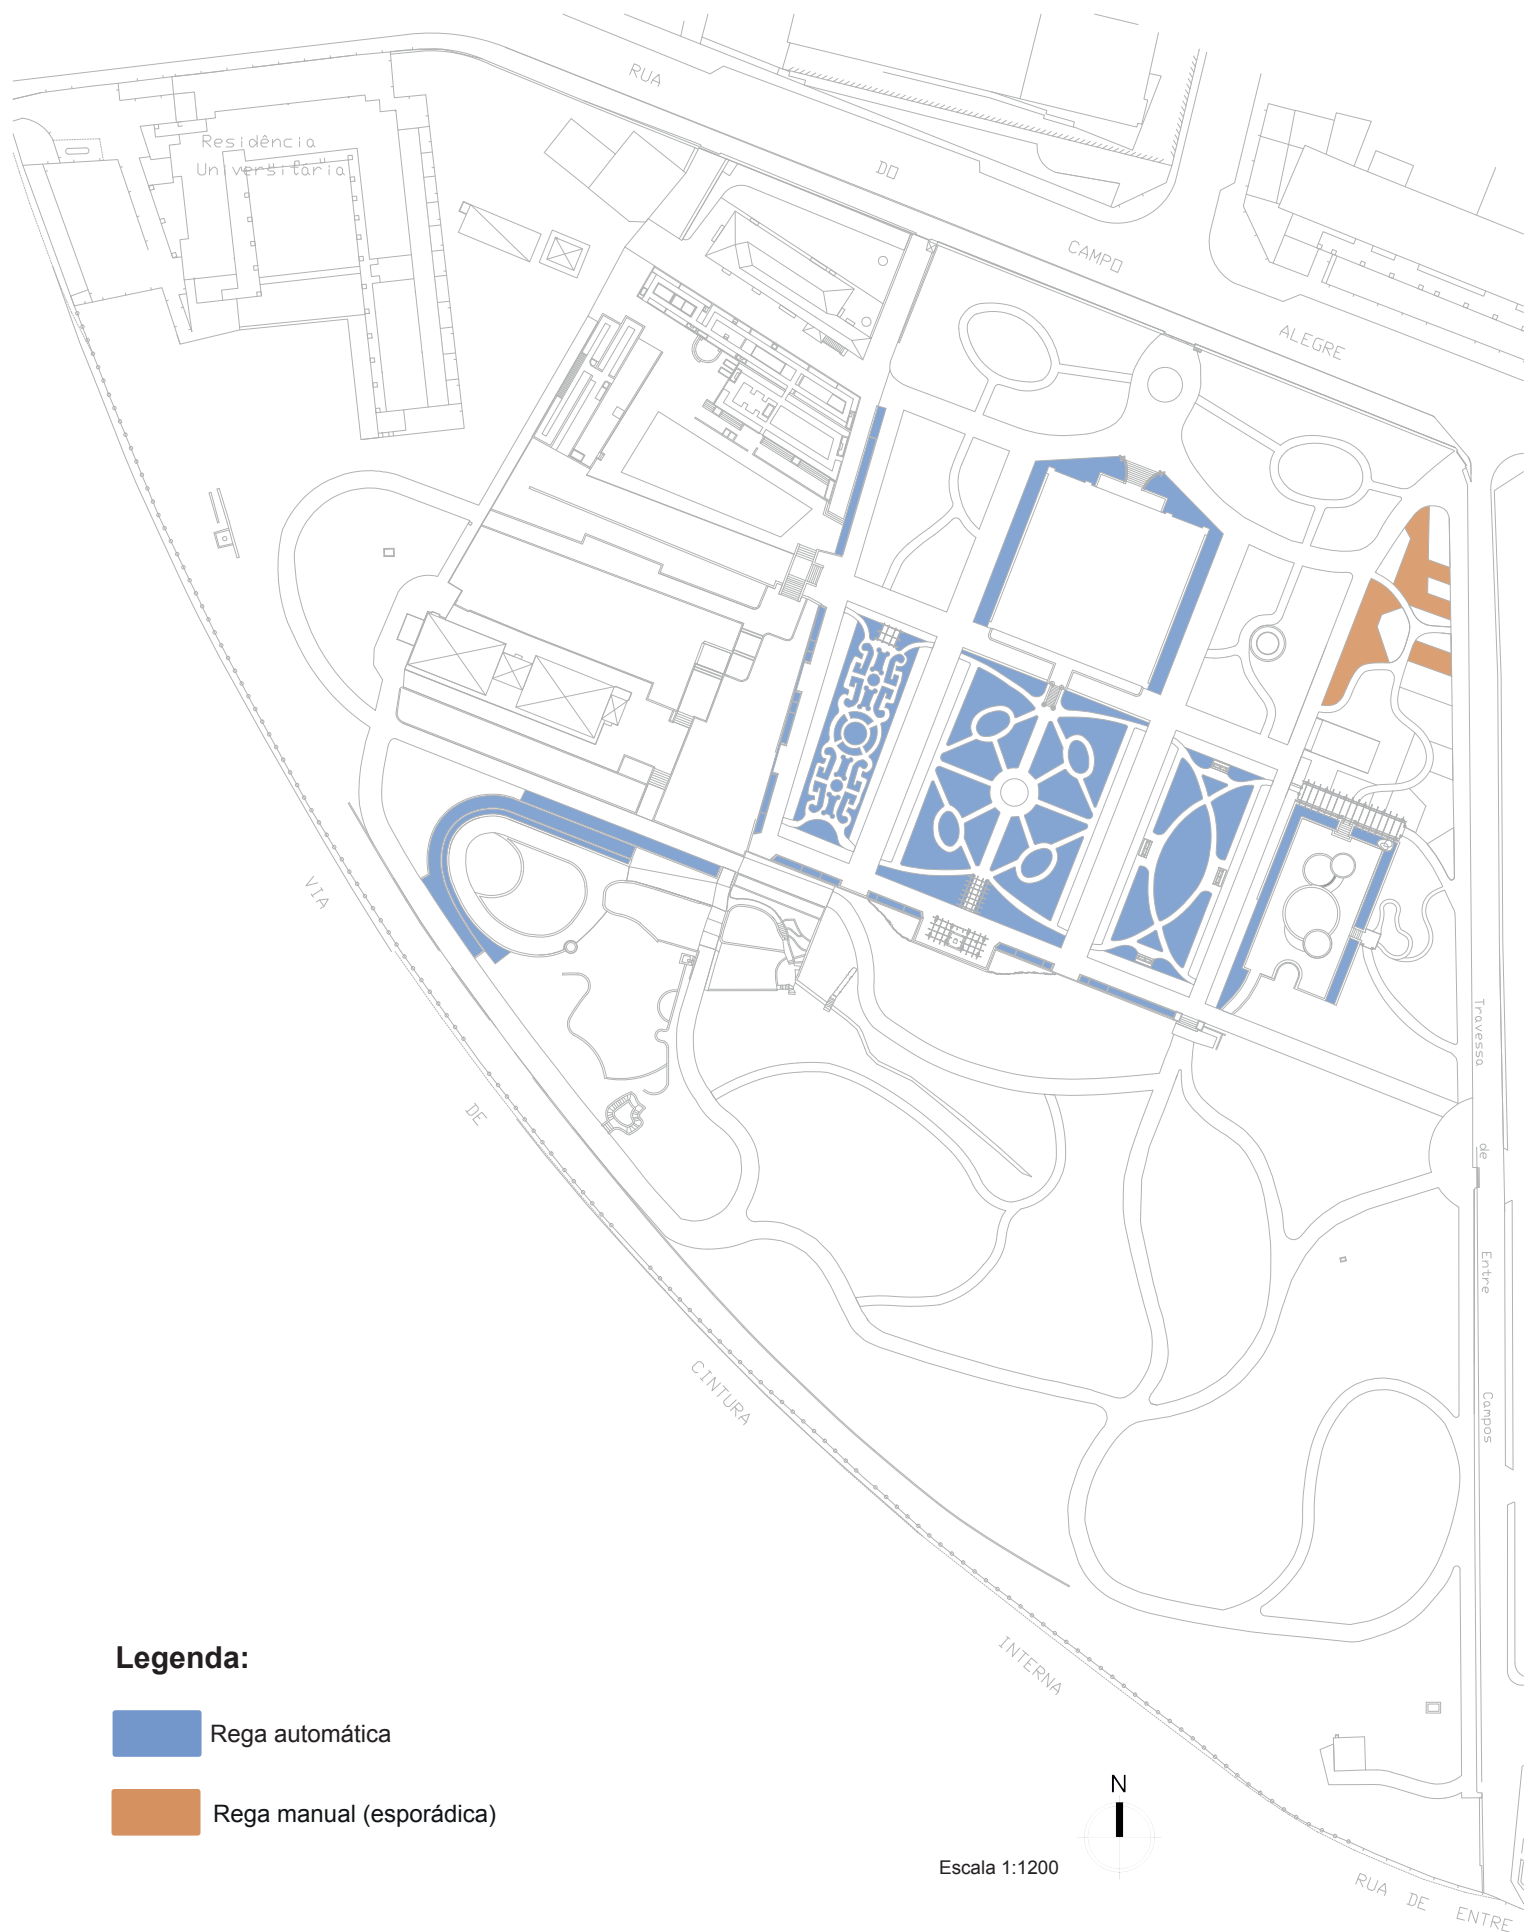 RUA
DO
CAMPO
ALEGRE
Residência
Universitária
VIA
DE
CINTURA
INTERNA
Travessa
de
Entre
Campos
Legenda:
Rega automática
Rega manual (esporádica)
N
Escala 1:1200
RUA DE ENTRE